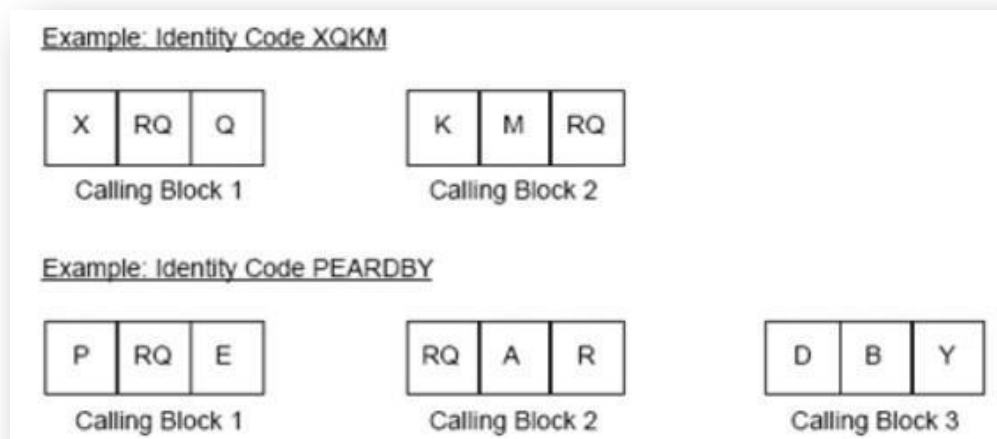 Example: Identity Code XQKM
X RQ Q K M RQ
Calling Block 1 Calling Block 2
Example: Identity Code PEARDBY
P RQ E RQ A R D B Y
Calling Block 1 Calling Block 2 Calling Block 3